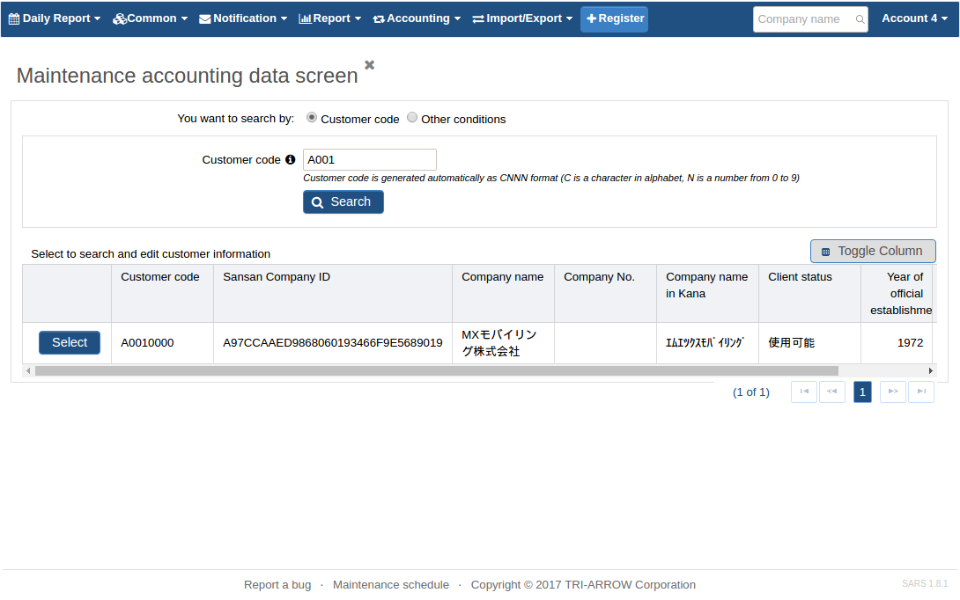 Daily Report Common Notification Report Accounting Import/Export Register Company name Account 4
Maintenance accounting data screen
You want to search by: Customer code Other conditions
Customer code A001
Customer code is generated automatically as CNNN format (C is a character in alphabet, N is a number from 0 to 9)
Search
Select to search and edit customer information
Toggle Column
Customer code Sansan Company ID Company name Company No. Company name Client status Year of
in Kana official
establishme
Select A0010000 A97CCAAED9868060193466F9E5689019 MXモバイリン ｴﾑｴｯｸｽﾓﾊﾞｲﾘﾝｸﾞ 使用可能 1972
グ株式会社
(1 of 1) 1
Report a bug · Maintenance schedule · Copyright © 2017 TRI-ARROW Corporation
SARS 1.8.1